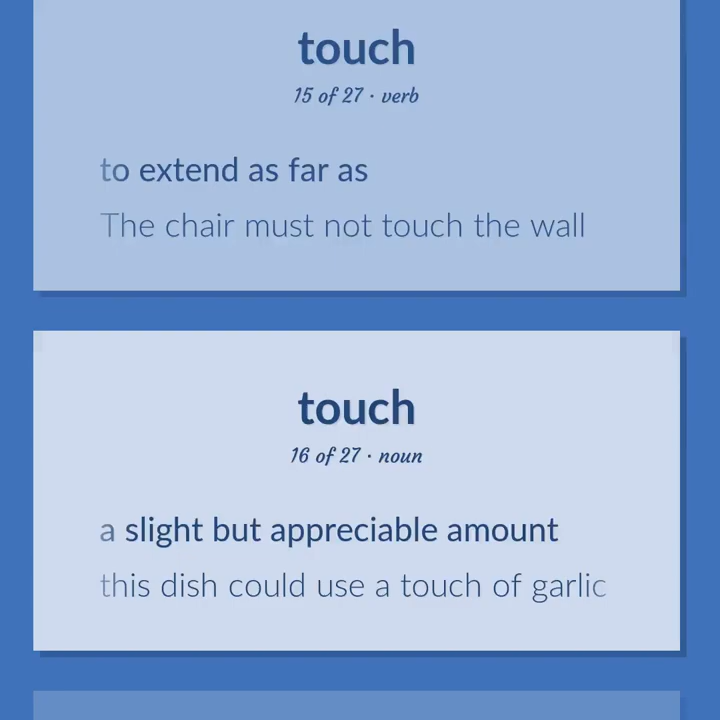 touch
15 of 27 · verb
to extend as far as
The chair must not touch the wall
touch
16 of 27 · noun
a slight but appreciable amount
this dish could use a touch of garlic